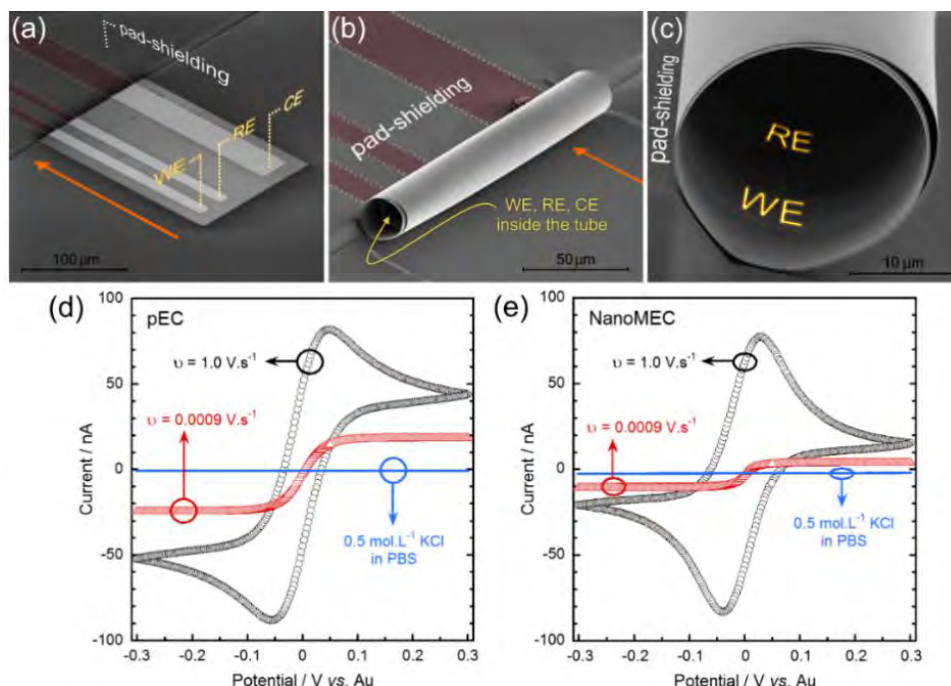 (a)
pad-shielding
WE
RE
CE
100 µm
(b)
pad-shielding
WE, RE, CE
inside the tube
50 µm
(c)
pad-shielding
RE
WE
10 µm
(d)
pEC
100
50
0
-50
-100
Current / nA
υ = 1.0 V.s⁻¹
υ = 0.0009 V.s⁻¹
0.5 mol.L⁻¹ KCl
in PBS
-0.3 -0.2 -0.1 0 0.1 0.2 0.3
Potential / V vs. Au
(e)
NanoMEC
100
50
0
-50
-100
Current / nA
υ = 1.0 V.s⁻¹
υ = 0.0009 V.s⁻¹
0.5 mol.L⁻¹ KCl
in PBS
-0.3 -0.2 -0.1 0 0.1 0.2 0.3
Potential / V vs. Au